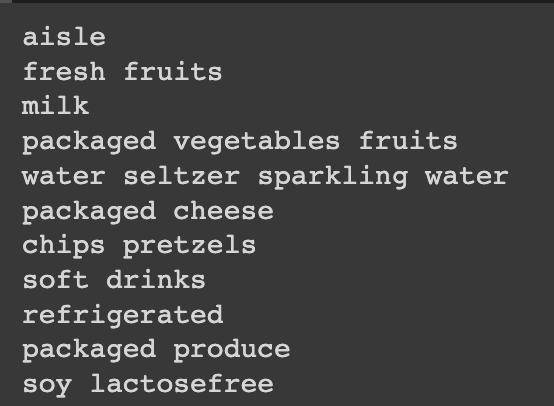 aisle
fresh fruits
milk
packaged vegetables fruits
water seltzer sparkling water
packaged cheese
chips pretzels
soft drinks
refrigerated
packaged produce
soy lactosefree